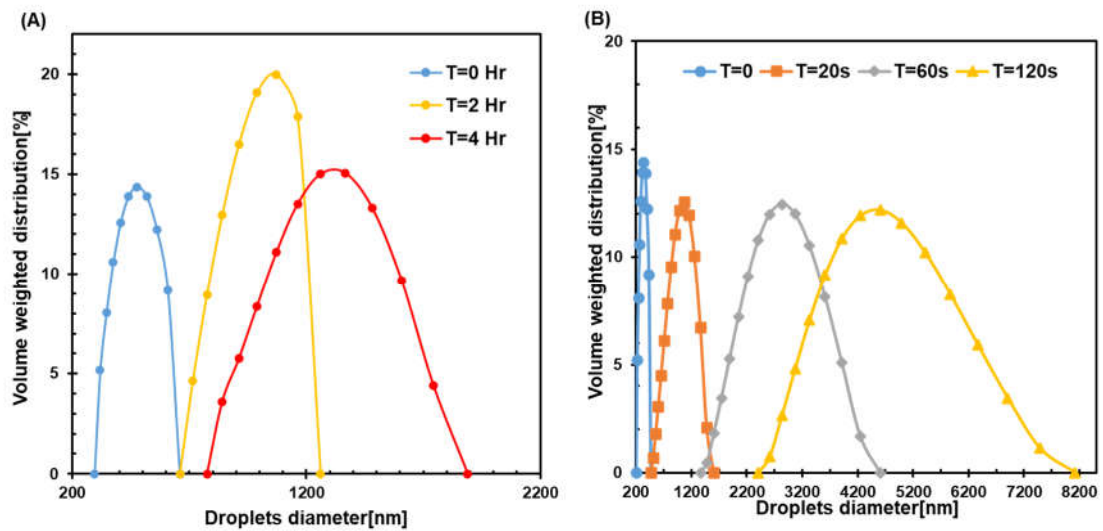 (A)
20
15
10
5
0
Volume weighted distribution[%]
T=0 Hr
T=2 Hr
T=4 Hr
200
1200
2200
Droplets diameter[nm]
(B)
20
15
10
5
0
Volume weighted distribution[%]
T=0 T=20s T=60s T=120s
200 1200 2200 3200 4200 5200 6200 7200 8200
Droplets diameter[nm]